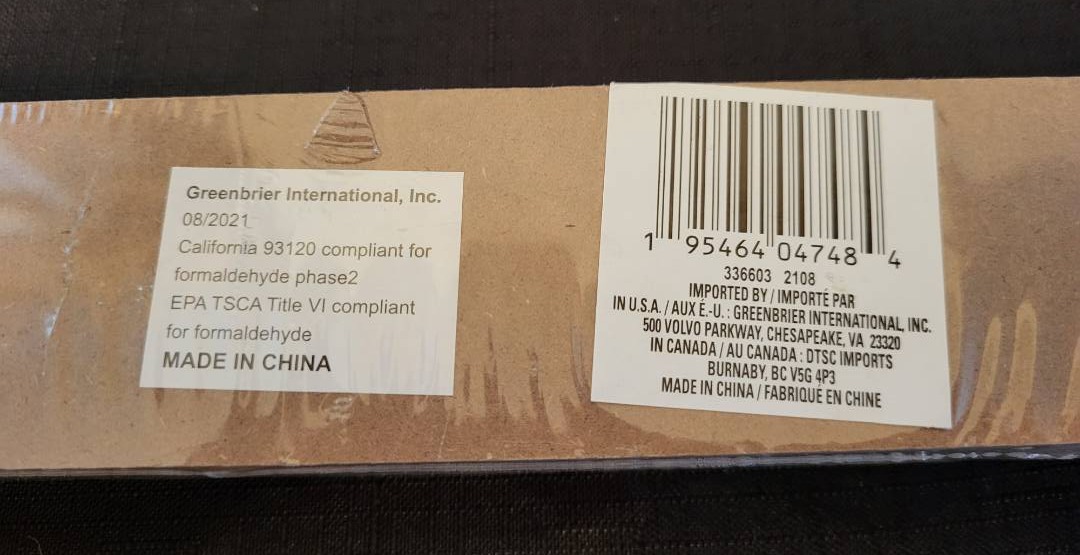 Greenbrier International, Inc.
08/2021
California 93120 compliant for
formaldehyde phase2
EPA TSCA Title VI compliant
for formaldehyde
MADE IN CHINA
1 95464 04748 4
336603 2108
IMPORTED BY / IMPORTÉ PAR
IN U.S.A. / AUX É.-U. : GREENBRIER INTERNATIONAL, INC.
500 VOLVO PARKWAY, CHESAPEAKE, VA 23320
IN CANADA / AU CANADA : DTSC IMPORTS
BURNABY, BC V5G 4P3
MADE IN CHINA / FABRIQUÉ EN CHINE